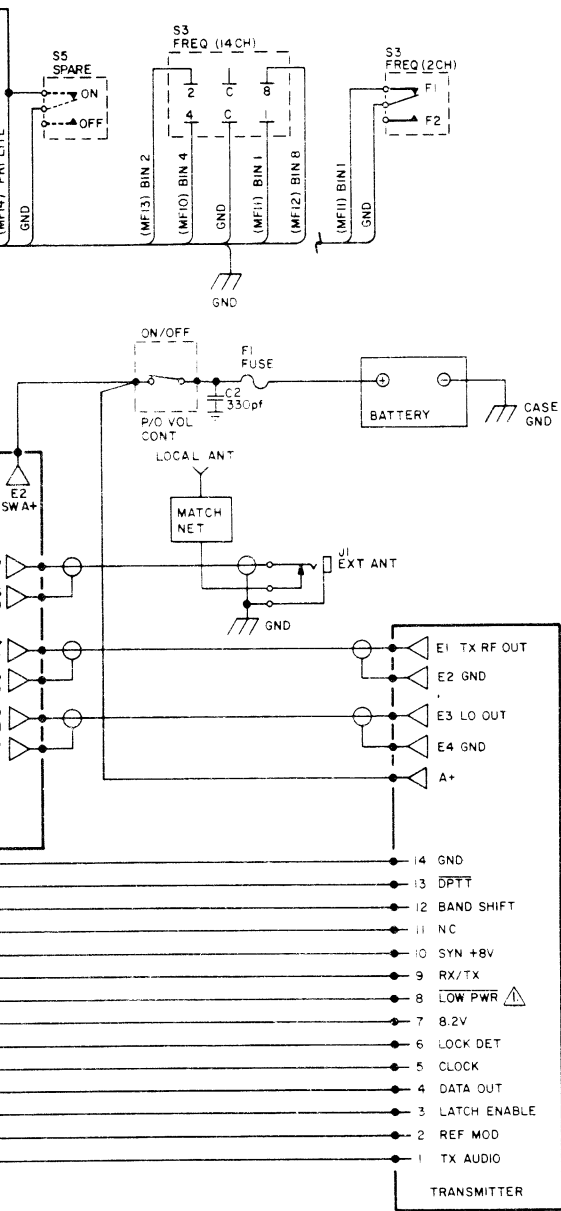 S5
SPARE
ON
OFF
S3
FREQ (14CH)
2 C 8
4 C
S3
FREQ (2CH)
F1
F2
(MF14) PRI LITE
GND
(MF13) BIN 2
(MF10) BIN 4
GND
(MF11) BIN 1
(MF12) BIN 8
(MF11) BIN 1
GND
GND
ON/OFF
P/O VOL
CONT
F1
FUSE
C2
330pf
BATTERY
CASE
GND
E2
SWA+
LOCAL ANT
MATCH
NET
J1
EXT ANT
GND
E1 TX RF OUT
E2 GND
E3 LO OUT
E4 GND
A+
14 GND
13 DPTT
12 BAND SHIFT
11 NC
10 SYN +8V
9 RX/TX
8 LOW PWR 1
7 8.2V
6 LOCK DET
5 CLOCK
4 DATA OUT
3 LATCH ENABLE
2 REF MOD
1 TX AUDIO
TRANSMITTER